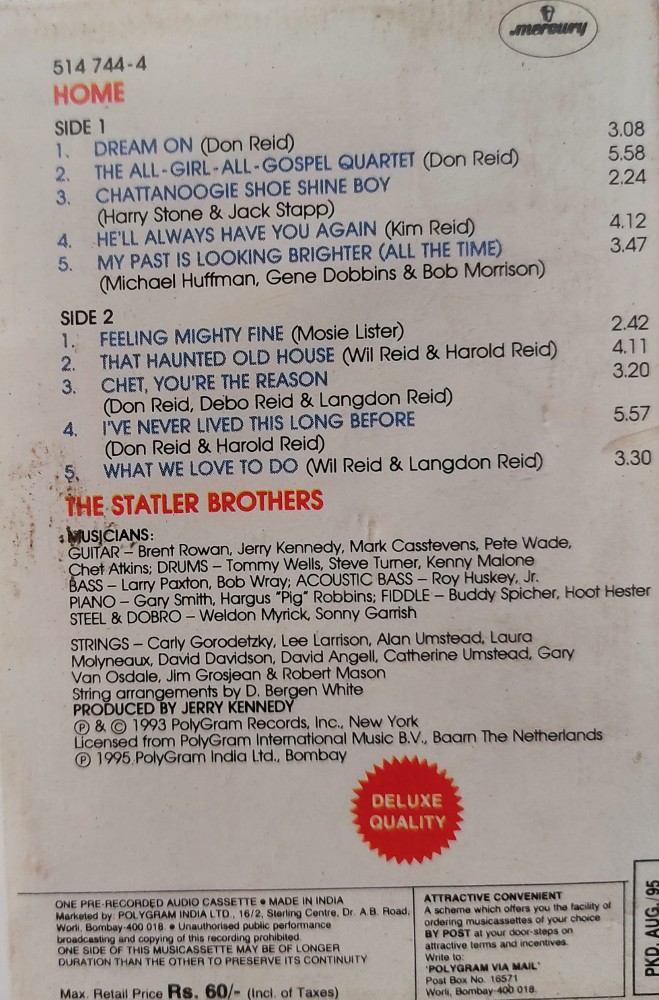 mercury
514 744-4
HOME
SIDE 1
1. DREAM ON (Don Reid) 3.08
2. THE ALL-GIRL-ALL-GOSPEL QUARTET (Don Reid) 5.58
3. CHATTANOOGIE SHOE SHINE BOY 2.24
(Harry Stone & Jack Stapp)
4. HE'LL ALWAYS HAVE YOU AGAIN (Kim Reid) 4.12
5. MY PAST IS LOOKING BRIGHTER (ALL THE TIME) 3.47
(Michael Huffman, Gene Dobbins & Bob Morrison)
SIDE 2
1. FEELING MIGHTY FINE (Mosie Lister) 2.42
2. THAT HAUNTED OLD HOUSE (Wil Reid & Harold Reid) 4.11
3. CHET, YOU'RE THE REASON 3.20
(Don Reid, Debo Reid & Langdon Reid)
4. I'VE NEVER LIVED THIS LONG BEFORE 5.57
(Don Reid & Harold Reid)
5. WHAT WE LOVE TO DO (Wil Reid & Langdon Reid) 3.30
THE STATLER BROTHERS
MUSICIANS:
GUITAR – Brent Rowan, Jerry Kennedy, Mark Casstevens, Pete Wade,
Chet Atkins; DRUMS – Tommy Wells, Steve Turner, Kenny Malone
BASS – Larry Paxton, Bob Wray; ACOUSTIC BASS – Roy Huskey, Jr.
PIANO – Gary Smith, Hargus "Pig" Robbins; FIDDLE – Buddy Spicher, Hoot Hester
STEEL & DOBRO – Weldon Myrick, Sonny Garrish
STRINGS – Carly Gorodetzky, Lee Larrison, Alan Umstead, Laura
Molyneaux, David Davidson, David Angell, Catherine Umstead, Gary
Van Osdale, Jim Grosjean & Robert Mason
String arrangements by D. Bergen White
PRODUCED BY JERRY KENNEDY
Ⓟ & © 1993 PolyGram Records, Inc., New York
Licensed from PolyGram International Music B.V., Baarn The Netherlands
Ⓟ 1995 PolyGram India Ltd., Bombay
DELUXE
QUALITY
ONE PRE-RECORDED AUDIO CASSETTE ● MADE IN INDIA
Marketed by: POLYGRAM INDIA LTD., 16/2, Sterling Centre, Dr. A.B. Road,
Worli, Bombay-400 018. ● Unauthorised public performance
broadcasting and copying of this recording prohibited.
ONE SIDE OF THIS MUSICASSETTE MAY BE OF LONGER
DURATION THAN THE OTHER TO PRESERVE ITS CONTINUITY
Max. Retail Price Rs. 60/- (Incl. of Taxes)
ATTRACTIVE CONVENIENT
A scheme which offers you the facility of
ordering musicassettes of your choice
BY POST at your door-steps on
attractive terms and incentives.
Write to:
'POLYGRAM VIA MAIL'
Post Box No. 16571
Worli, Bombay-400 018.
PKD. AUG./95